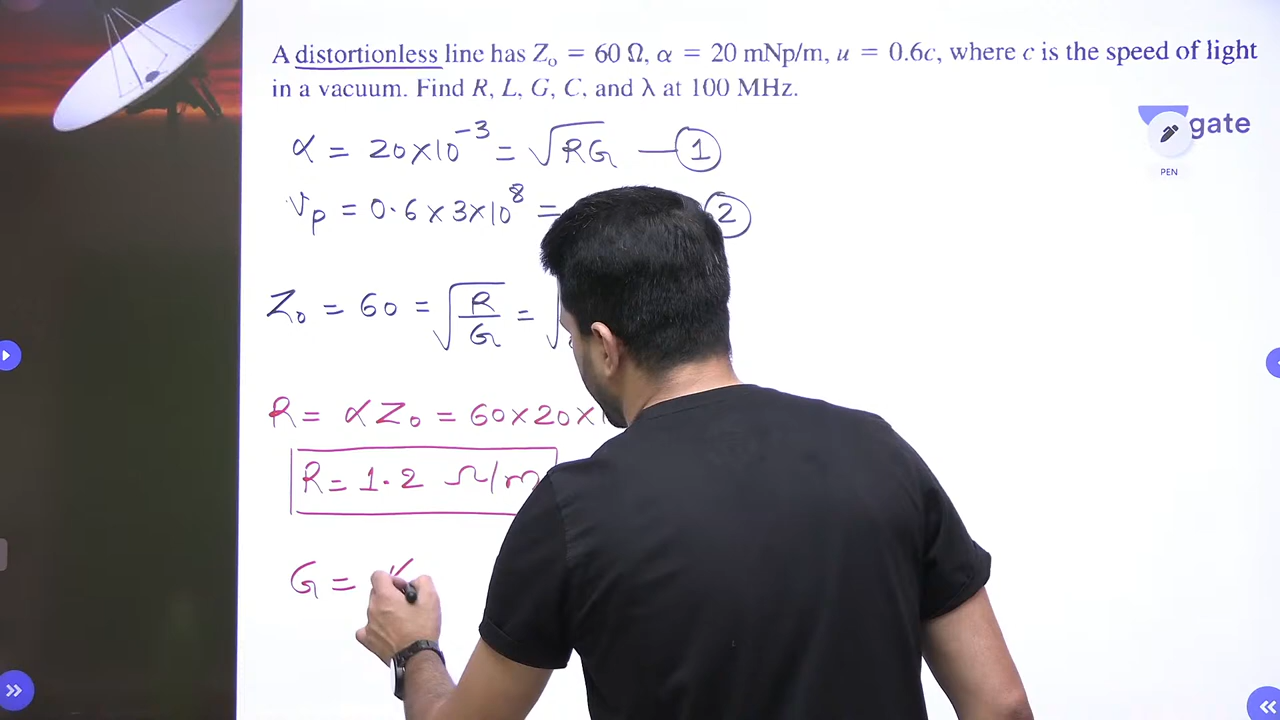 A distortionless line has Zₒ = 60 Ω, α = 20 mNp/m, u = 0.6c, where c is the speed of light
in a vacuum. Find R, L, G, C, and λ at 100 MHz.
gate
PEN
α = 20×10⁻³ = √RG — ①
Vp = 0.6 × 3×10⁸ = ②
Z₀ = 60 = √(R/G) = √
R = αZ₀ = 60×20×1
R = 1.2 Ω/m
G =